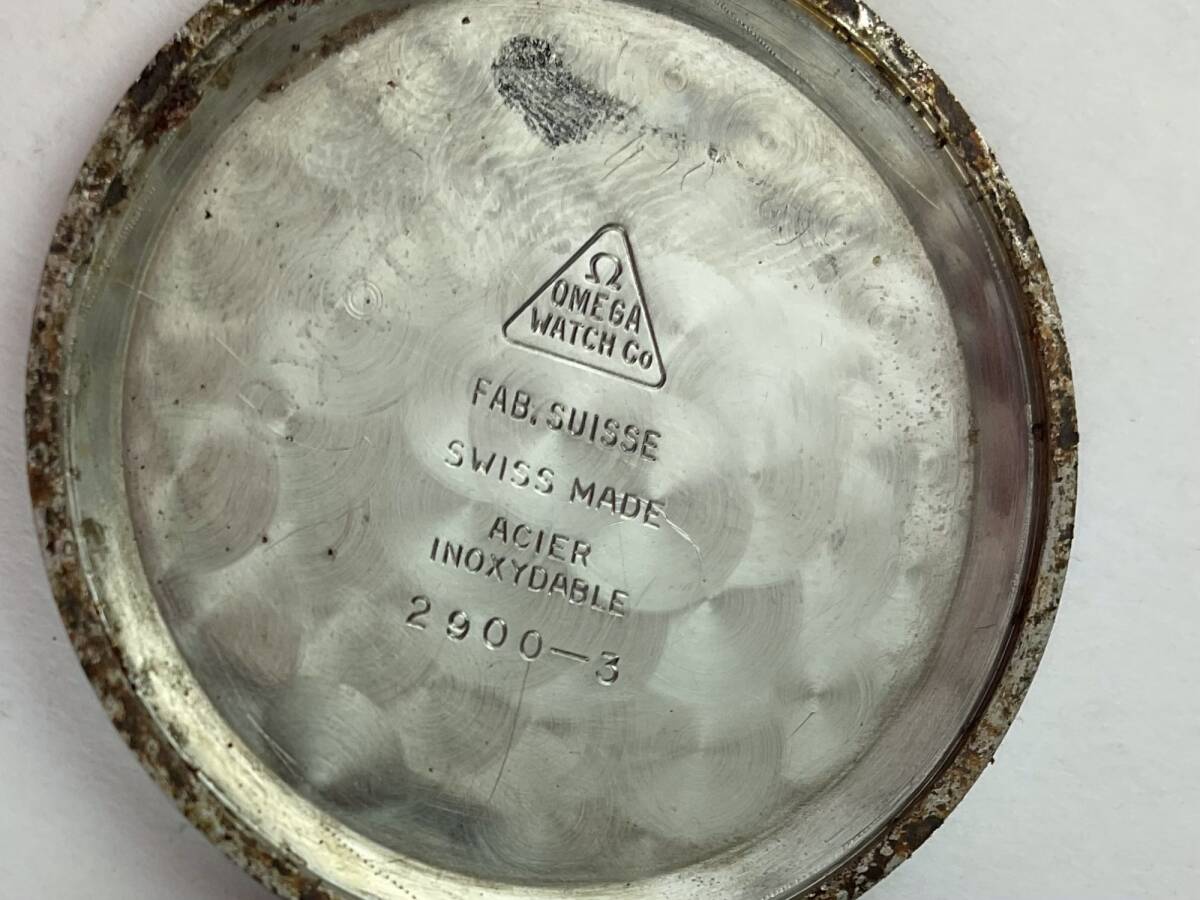 Ω
OMEGA
WATCH Co
FAB. SUISSE
SWISS MADE
ACIER
INOXYDABLE
2900-3